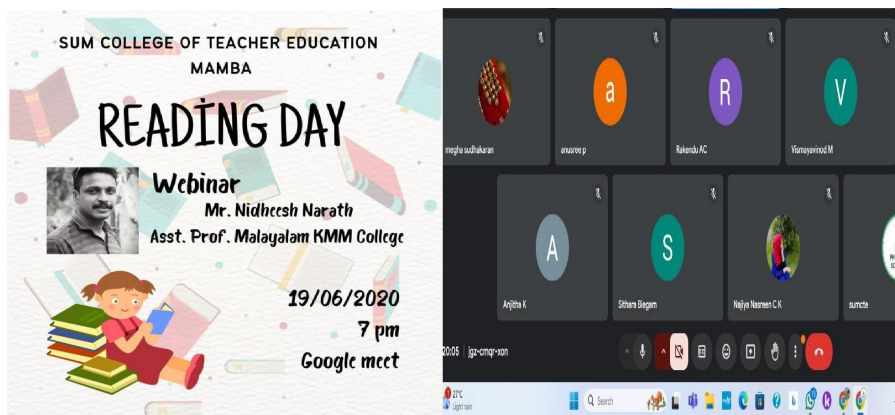 SUM COLLEGE OF TEACHER EDUCATION
MAMBA
READING DAY
Webinar
Mr. Nidheesh Narath
Asst. Prof. Malayalam KMM College
19/06/2020
7 pm
Google meet
megha sudhakaran
a
anusree p
R
Rakendu AC
V
Vismayavinod M
A
Anjitha K
S
Sithara Biegam
Najiya Nasreen C K
sumcte
20:05 | jgz-cmqr-xon
27°C
Light rain
Search